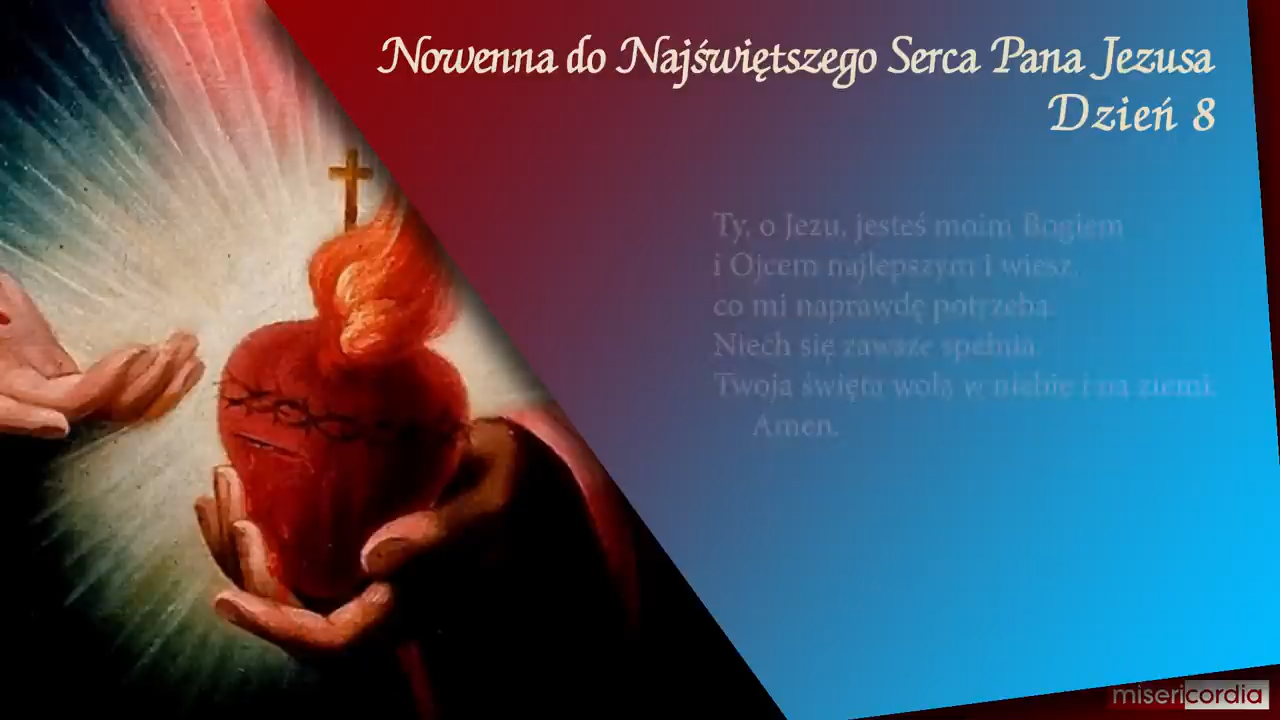 Nowenna do Najświętszego Serca Pana Jezusa
Dzień 8
Ty, o Jezu, jesteś moim Bogiem
i Ojcem najlepszym i wiesz,
co mi naprawdę potrzeba.
Niech się zawsze spełnia
Twoja święta wola w niebie i na ziemi.
Amen.
misericordia